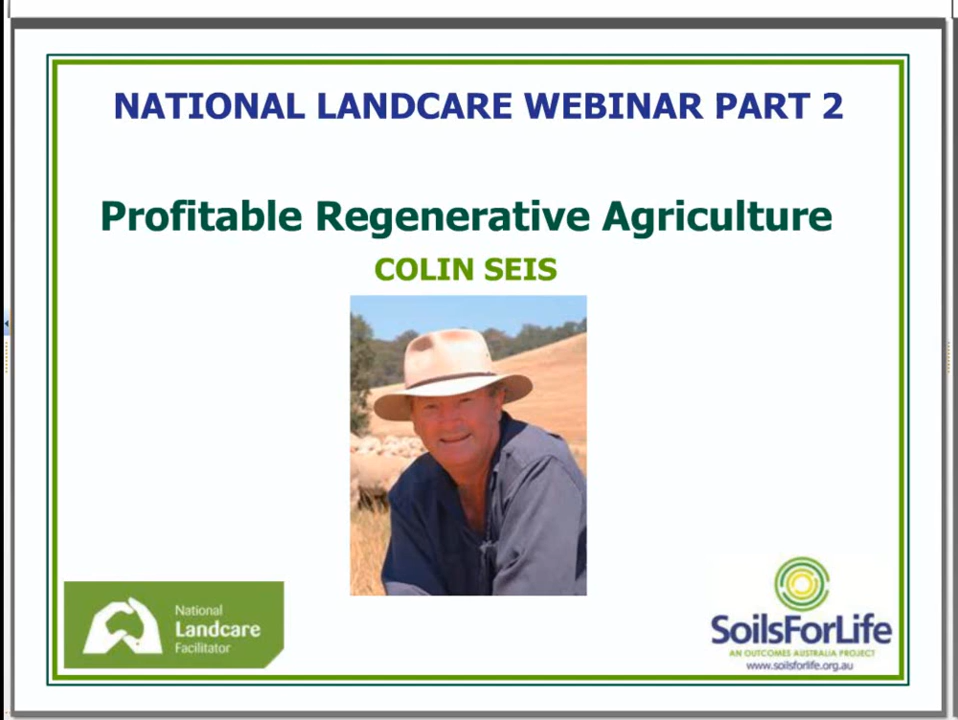 NATIONAL LANDCARE WEBINAR PART 2
Profitable Regenerative Agriculture
COLIN SEIS
National
Landcare
Facilitator
SoilsForLife
AN OUTCOMES AUSTRALIA PROJECT
www.soilsforlife.org.au